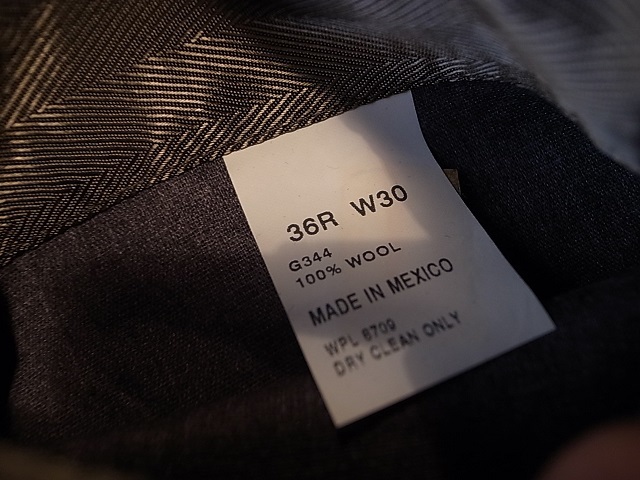 36R W30
G344
100% WOOL
MADE IN MEXICO
WPL 8709
DRY CLEAN ONLY